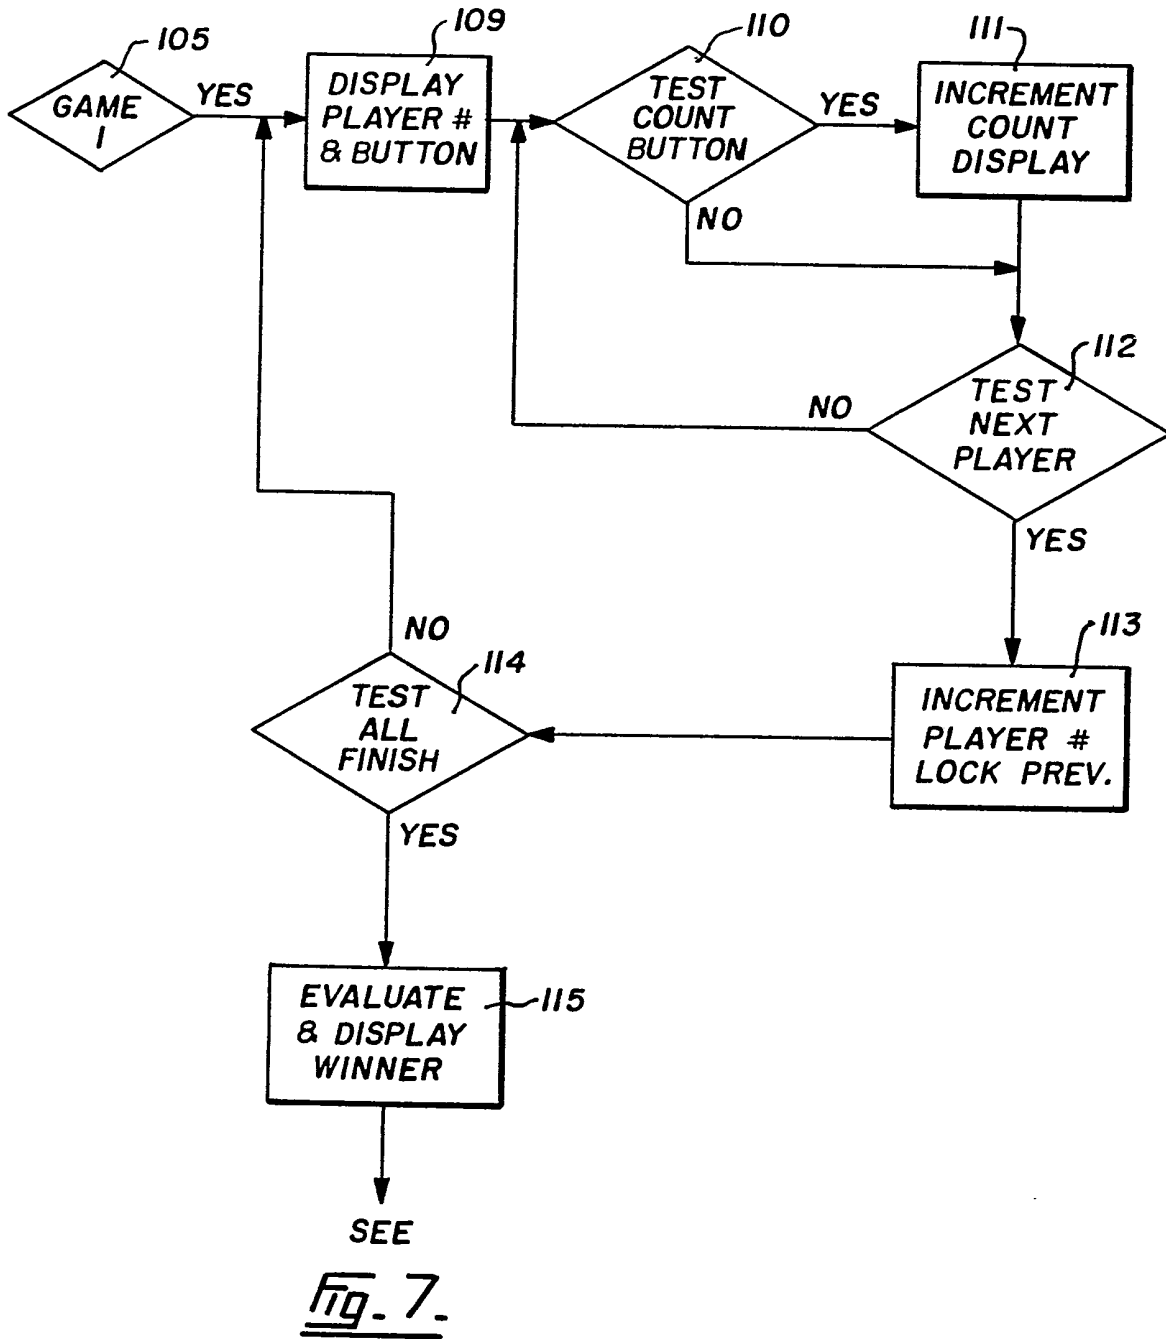 105
GAME
1
YES
109
DISPLAY
PLAYER #
& BUTTON
110
TEST
COUNT
BUTTON
YES
NO
111
INCREMENT
COUNT
DISPLAY
112
TEST
NEXT
PLAYER
NO
YES
113
INCREMENT
PLAYER #
LOCK PREV.
114
TEST
ALL
FINISH
NO
YES
115
EVALUATE
& DISPLAY
WINNER
SEE
Fig. 7.